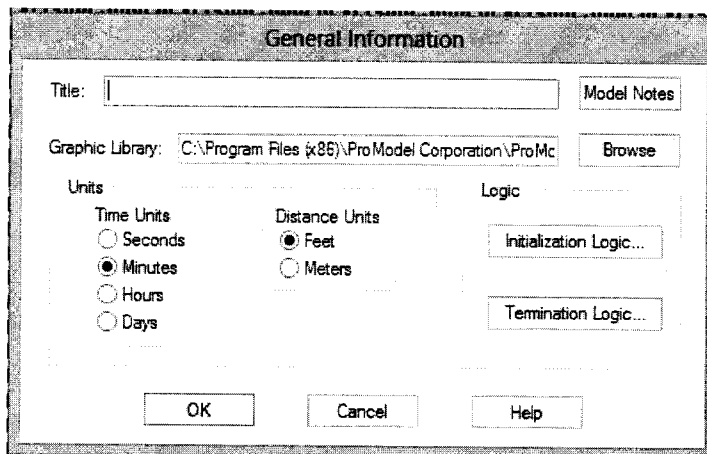 General Information
Title:
Model Notes
Graphic Library: C:\Program Files (x86)\ProModel Corporation\ProMc
Browse
Units
Logic
Time Units
Distance Units
Seconds
Feet
Initialization Logic...
Minutes
Meters
Hours
Termination Logic...
Days
OK
Cancel
Help